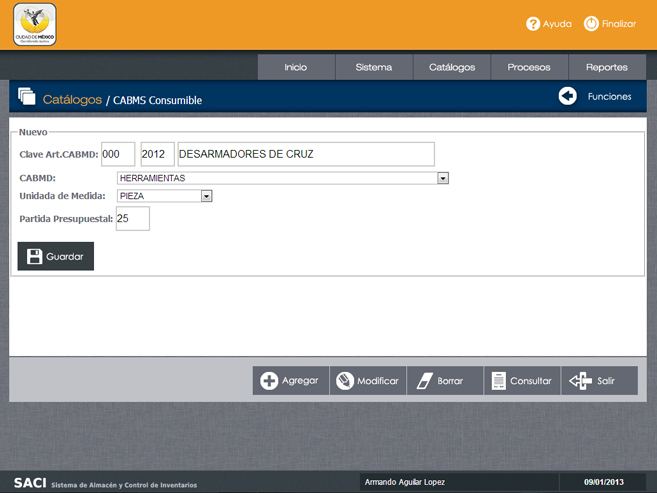 CIUDAD DE MÉXICO
Ayuda Finalizar
Inicio Sistema Catálogos Procesos Reportes
Catálogos / CABMS Consumible Funciones
Nuevo
Clave Art.CABMD: 000 2012 DESARMADORES DE CRUZ
CABMD: HERRAMIENTAS
Unidada de Medida: PIEZA
Partida Presupuestal: 25
Guardar
Agregar Modificar Borrar Consultar Salir
SACI Sistema de Almacén y Control de Inventarios Armando Aguilar Lopez 09/01/2013